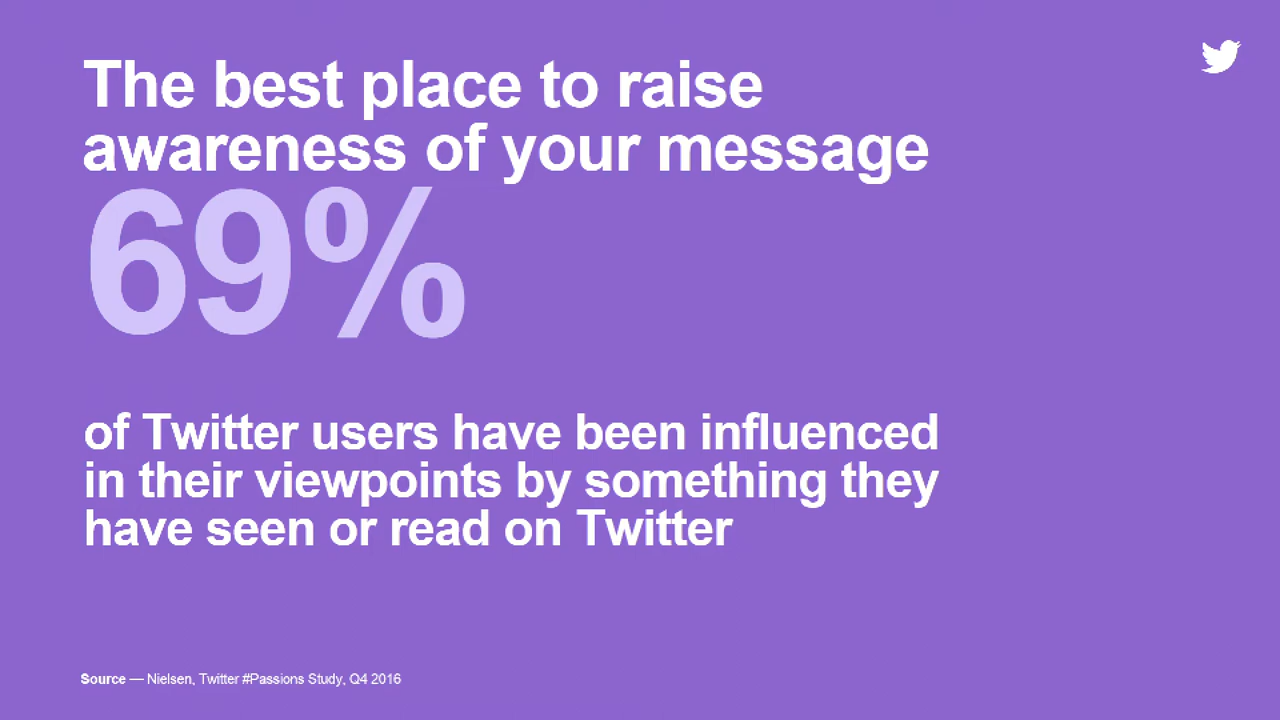 The best place to raise
awareness of your message
69%
of Twitter users have been influenced
in their viewpoints by something they
have seen or read on Twitter
Source — Nielsen, Twitter #Passions Study, Q4 2016